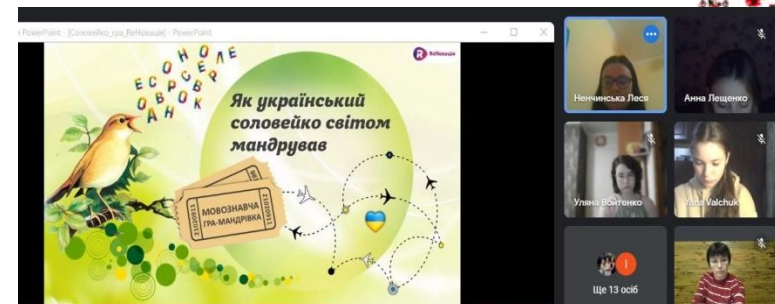 PowerPoint - [Соловейко_гра_ReНовація] - PowerPoint
ReНовація
Як український
соловейко світом
мандрував
МОВОЗНАВЧА
ГРА-МАНДРІВКА
Ненчинська Леся
Анна Лещенко
Уляна Войтенко
Yana Valchuk
Ще 13 осіб